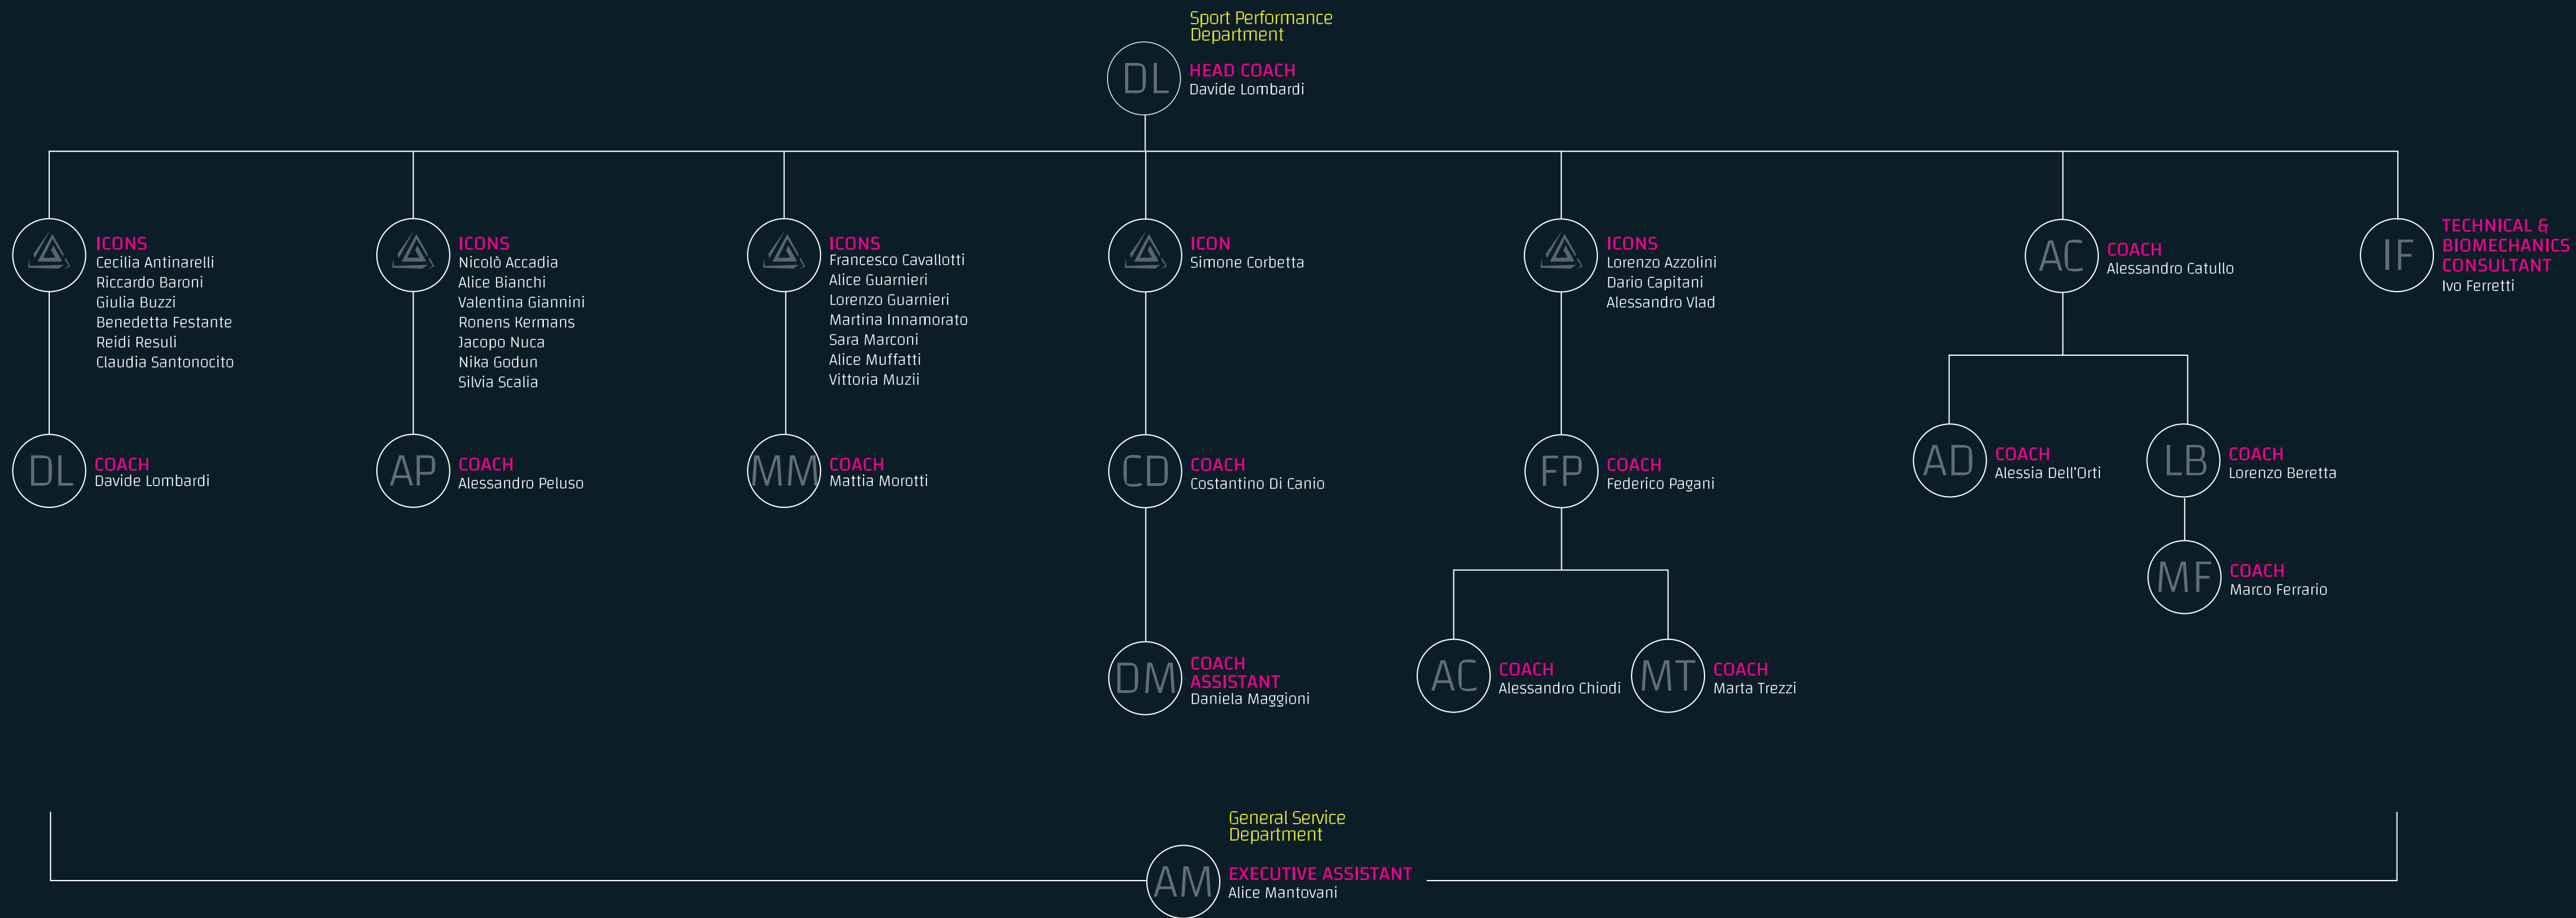 Sport Performance
Department
DL
HEAD COACH
Davide Lombardi
ICONS
Cecilia Antinarelli
Riccardo Baroni
Giulia Buzzi
Benedetta Festante
Reidi Resuli
Claudia Santonocito
ICONS
Nicolò Accadia
Alice Bianchi
Valentina Giannini
Ronens Kermans
Jacopo Nuca
Nika Godun
Silvia Scalia
ICONS
Francesco Cavallotti
Alice Guarnieri
Lorenzo Guarnieri
Martina Innamorato
Sara Marconi
Alice Muffatti
Vittoria Muzii
ICON
Simone Corbetta
ICONS
Lorenzo Azzolini
Dario Capitani
Alessandro Vlad
AC
COACH
Alessandro Catullo
IF
TECHNICAL &
BIOMECHANICS
CONSULTANT
Ivo Ferretti
DL
COACH
Davide Lombardi
AP
COACH
Alessandro Peluso
MM
COACH
Mattia Morotti
CD
COACH
Costantino Di Canio
FP
COACH
Federico Pagani
AD
COACH
Alessia Dell'Orti
LB
COACH
Lorenzo Beretta
MF
COACH
Marco Ferrario
DM
COACH
ASSISTANT
Daniela Maggioni
AC
COACH
Alessandro Chiodi
MT
COACH
Marta Trezzi
General Service
Department
AM
EXECUTIVE ASSISTANT
Alice Mantovani